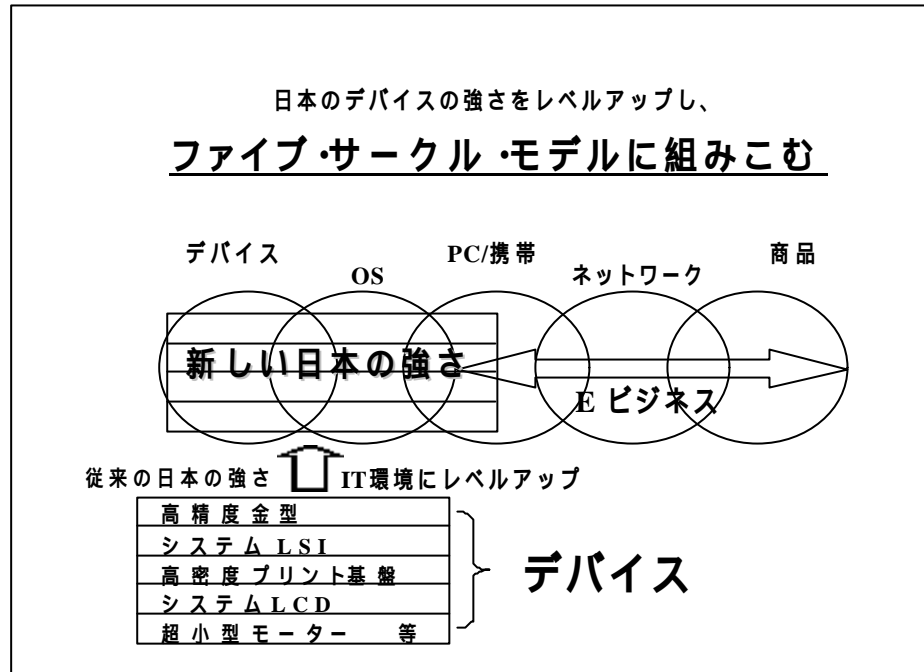 日本のデバイスの強さをレベルアップし、
ファイブ・サークル・モデルに組みこむ
デバイス
OS
PC/携帯
ネットワーク
商品
新しい日本の強さ
E ビジネス
従来の日本の強さ
IT環境にレベルアップ
高精度金型
システム LSI
高密度プリント基盤
システムLCD
超小型モーター 等
デバイス